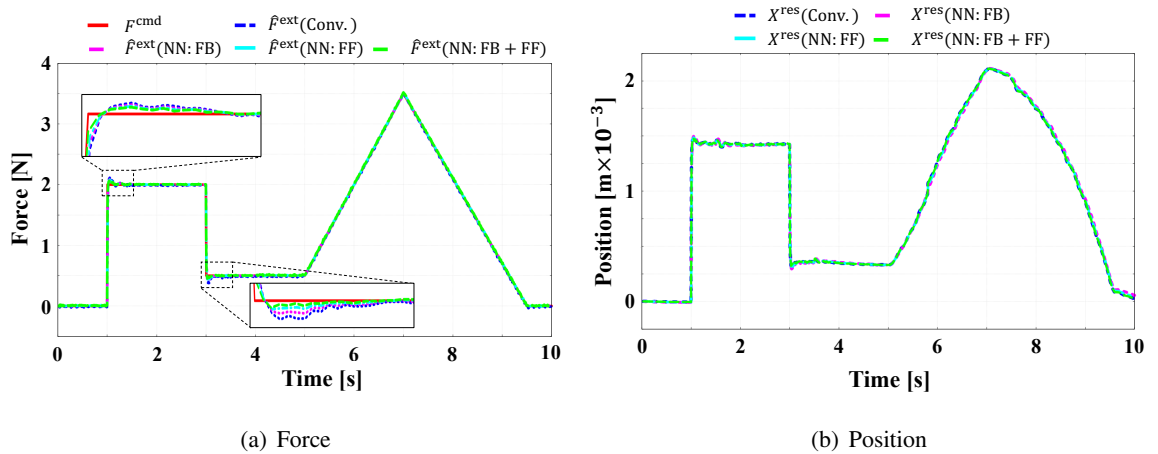 F^cmd F̂^ext(Conv.)
F̂^ext(NN: FB) F̂^ext(NN: FF) F̂^ext(NN: FB + FF)
4
3
2
1
0
Force [N]
0 2 4 6 8 10
Time [s]
(a) Force
X^res(Conv.) X^res(NN: FB)
X^res(NN: FF) X^res(NN: FB + FF)
2
1
0
Position [m×10^−3]
0 2 4 6 8 10
Time [s]
(b) Position